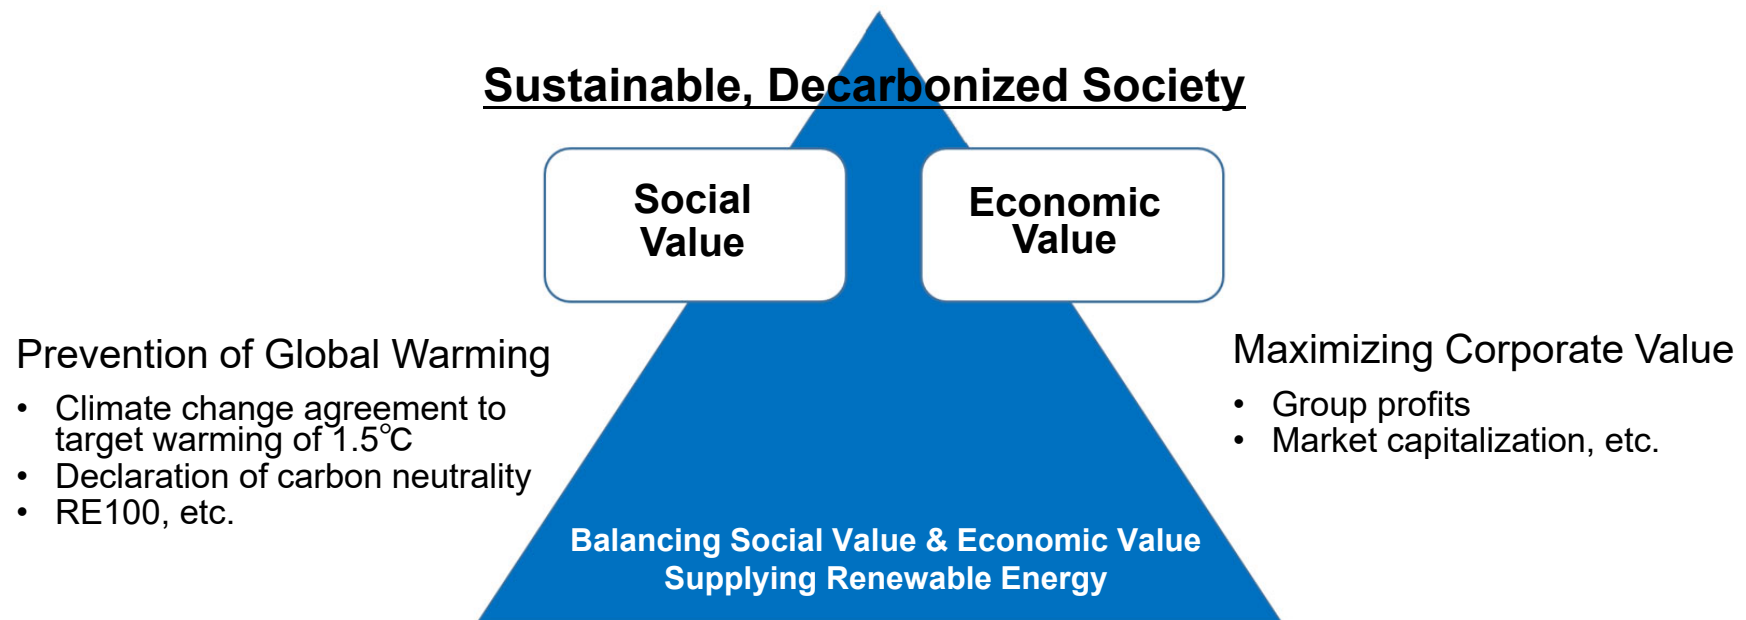 Sustainable, Decarbonized Society
Social
Value
Economic
Value
Prevention of Global Warming
• Climate change agreement to
target warming of 1.5℃
• Declaration of carbon neutrality
• RE100, etc.
Maximizing Corporate Value
• Group profits
• Market capitalization, etc.
Balancing Social Value & Economic Value
Supplying Renewable Energy